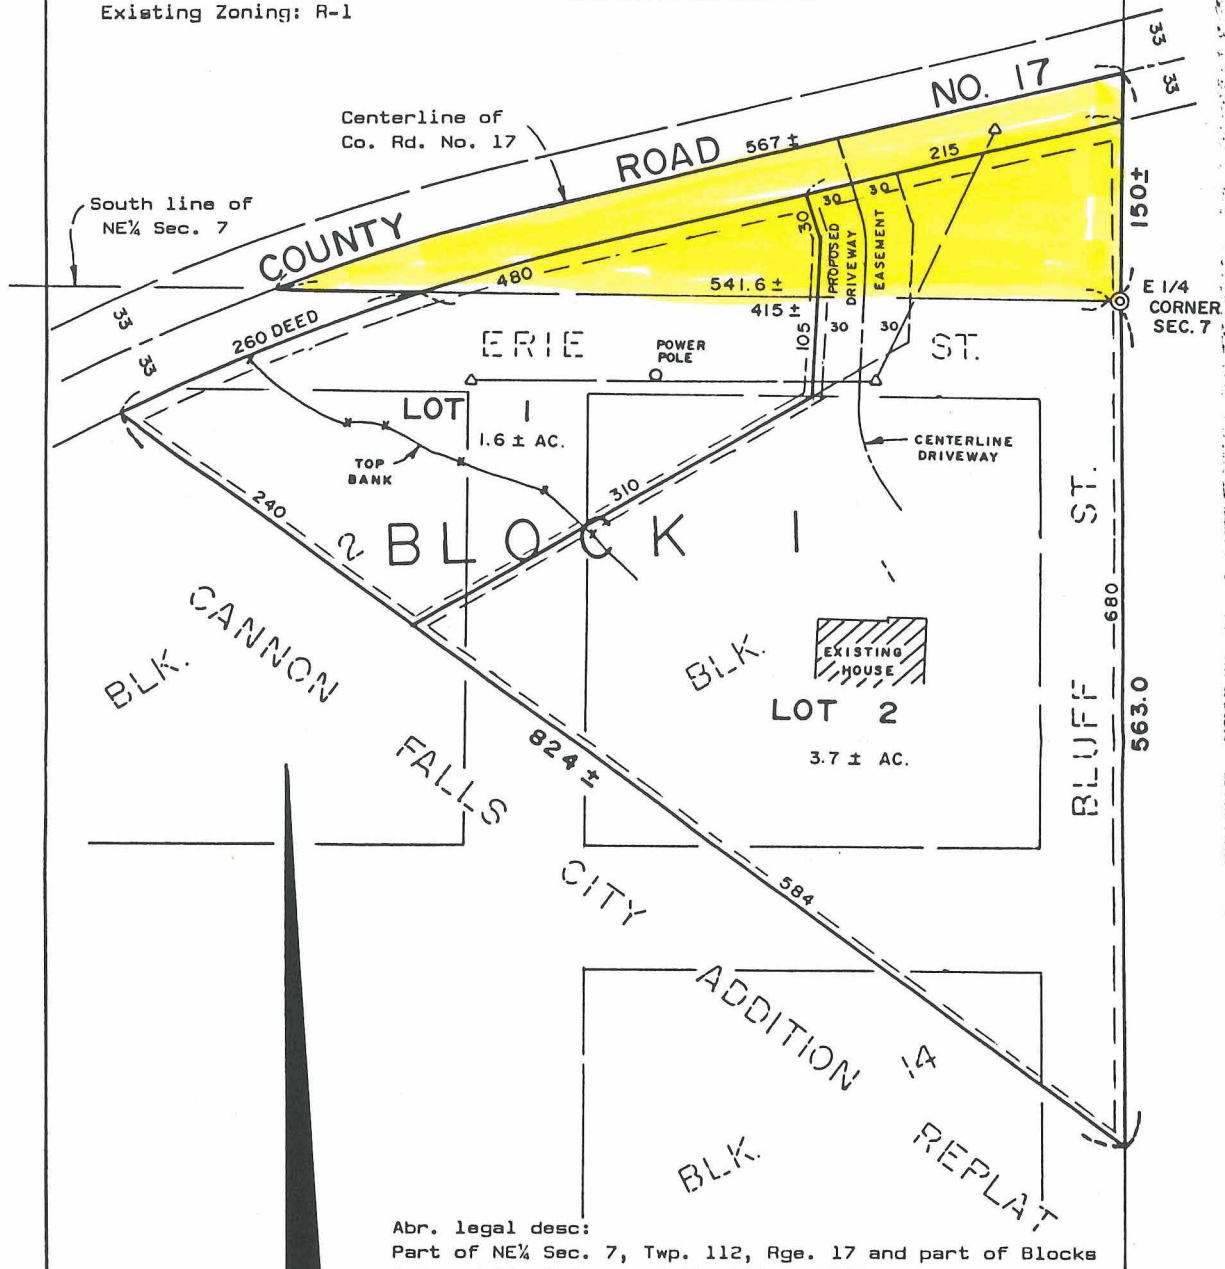 Existing Zoning: R-1
33
33
NO. 17
Centerline of
Co. Rd. No. 17
567 ±
ROAD
215
150±
South line of
NE¼ Sec. 7
30
30
30
COUNTY
PROPOSED
DRIVEWAY
EASEMENT
480
541.6 ±
415 ±
E 1/4
CORNER
SEC. 7
33
33
260 DEED
105
30
30
ERIE
ST.
POWER
POLE
LOT 1
1.6 ± AC.
TOP
BANK
CENTERLINE
DRIVEWAY
310
240
2
BLOCK 1
ST.
680
CANNON
BLK.
BLK.
EXISTING
HOUSE
LOT 2
3.7 ± AC.
563.0
BLUFF
824 ±
FALLS
584
CITY
ADDITION
14
REPLAT
BLK.
Abr. legal desc:
Part of NE¼ Sec. 7, Twp. 112, Rge. 17 and part of Blocks